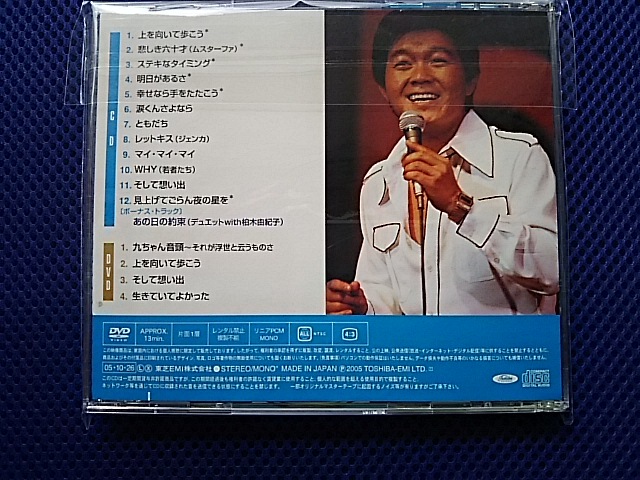 CD
1. 上を向いて歩こう*
2. 悲しき六十才(ムスターファ)*
3. ステキなタイミング*
4. 明日があるさ*
5. 幸せなら手をたたこう*
6. 涙くんさよなら
7. ともだち
8. レットキス(ジェンカ)
9. マイ・マイ・マイ
10. WHY(若者たち)
11. そして想い出
12. 見上げてごらん夜の星を*
[ボーナス・トラック]
あの日の約束(デュエットwith柏木由紀子)
DVD
1. 九ちゃん音頭〜それが浮世と云うものさ
2. 上を向いて歩こう
3. そして想い出
4. 生きていてよかった
DVD VIDEO
APPROX. 13min.
片面1層
レンタル禁止 複製不能
リニアPCM MONO
ALL NTSC
4:3
05•10•26 東芝EMI株式会社 STEREO/MONO* MADE IN JAPAN Ⓟ2005 TOSHIBA-EMI LTD.
COMPACT disc DIGITAL AUDIO